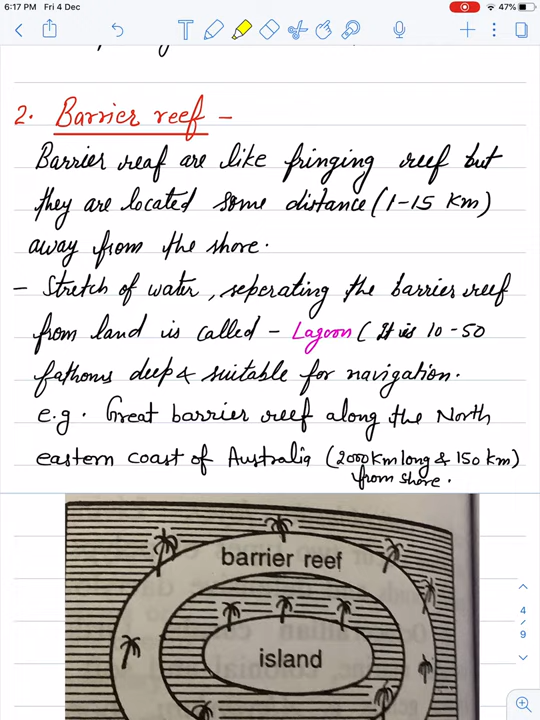 6:17 PM Fri 4 Dec
47%
2. Barrier reef –
Barrier reaf are like fringing reef but
they are located some distance (1-15 Km)
away from the shore.
– Stretch of water, seperating the barrier reef
from land is called – Lagoon (It is 10-50
fathoms deep & suitable for navigation.
e.g. Great barrier reef along the North
eastern coast of Australia (2000 km long & 150 km)
from shore.
barrier reef
island
4
/
9